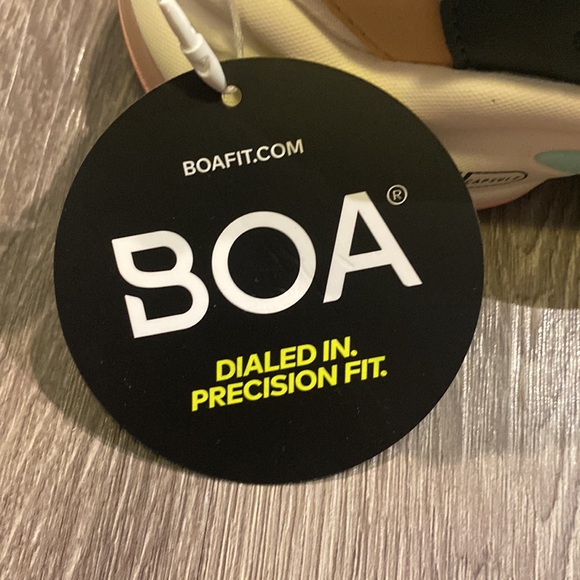 BOAFIT.COM
BOA®
DIALED IN.
PRECISION FIT.